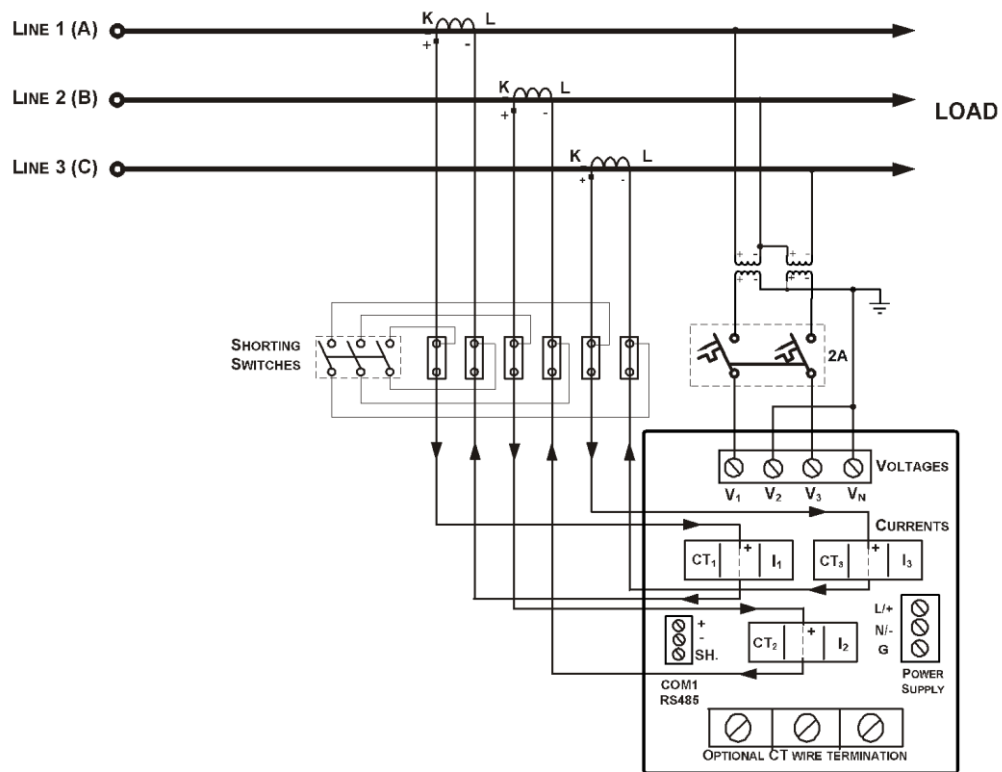 K L
LINE 1 (A)
+ -
K L
LINE 2 (B)
+ -
LOAD
K L
LINE 3 (C)
+ -
+ - + -
+ - + -
SHORTING
SWITCHES
2A
VOLTAGES
V1 V2 V3 VN
CURRENTS
CT1 + I1
CT3 + I3
L/+
N/-
G
+
-
SH.
CT2 + I2
COM1
RS485
POWER
SUPPLY
OPTIONAL CT WIRE TERMINATION